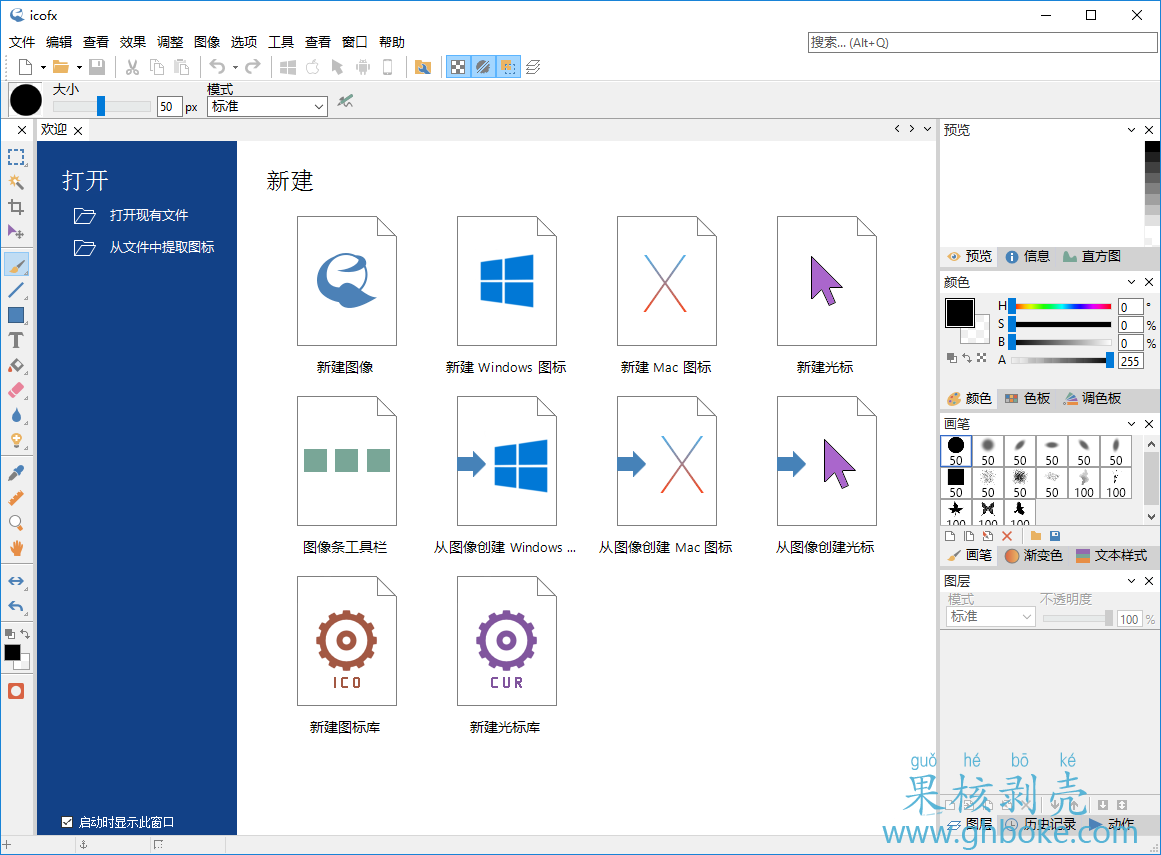 icofx
文件 编辑 查看 效果 调整 图像 选项 工具 查看 窗口 帮助
搜索... (Alt+Q)
大小
模式
50 px
标准
欢迎
预览
打开
新建
打开现有文件
从文件中提取图标
新建图像
新建 Windows 图标
新建 Mac 图标
新建光标
图像条工具栏
从图像创建 Windows ...
从图像创建 Mac 图标
从图像创建光标
ICO
CUR
新建图标库
新建光标库
启动时显示此窗口
预览 信息 直方图
颜色
H 0 °
S 0 %
B 0 %
A 255
颜色 色板 调色板
画笔
50 50 50 50 50 50
50 50 50 50 100 100
100 100 100
画笔 渐变色 文本样式
图层
模式 不透明度
标准 100 %
guǒ hé bō ké
果核剥壳
图层 历史记录 动作
www.ghboke.com